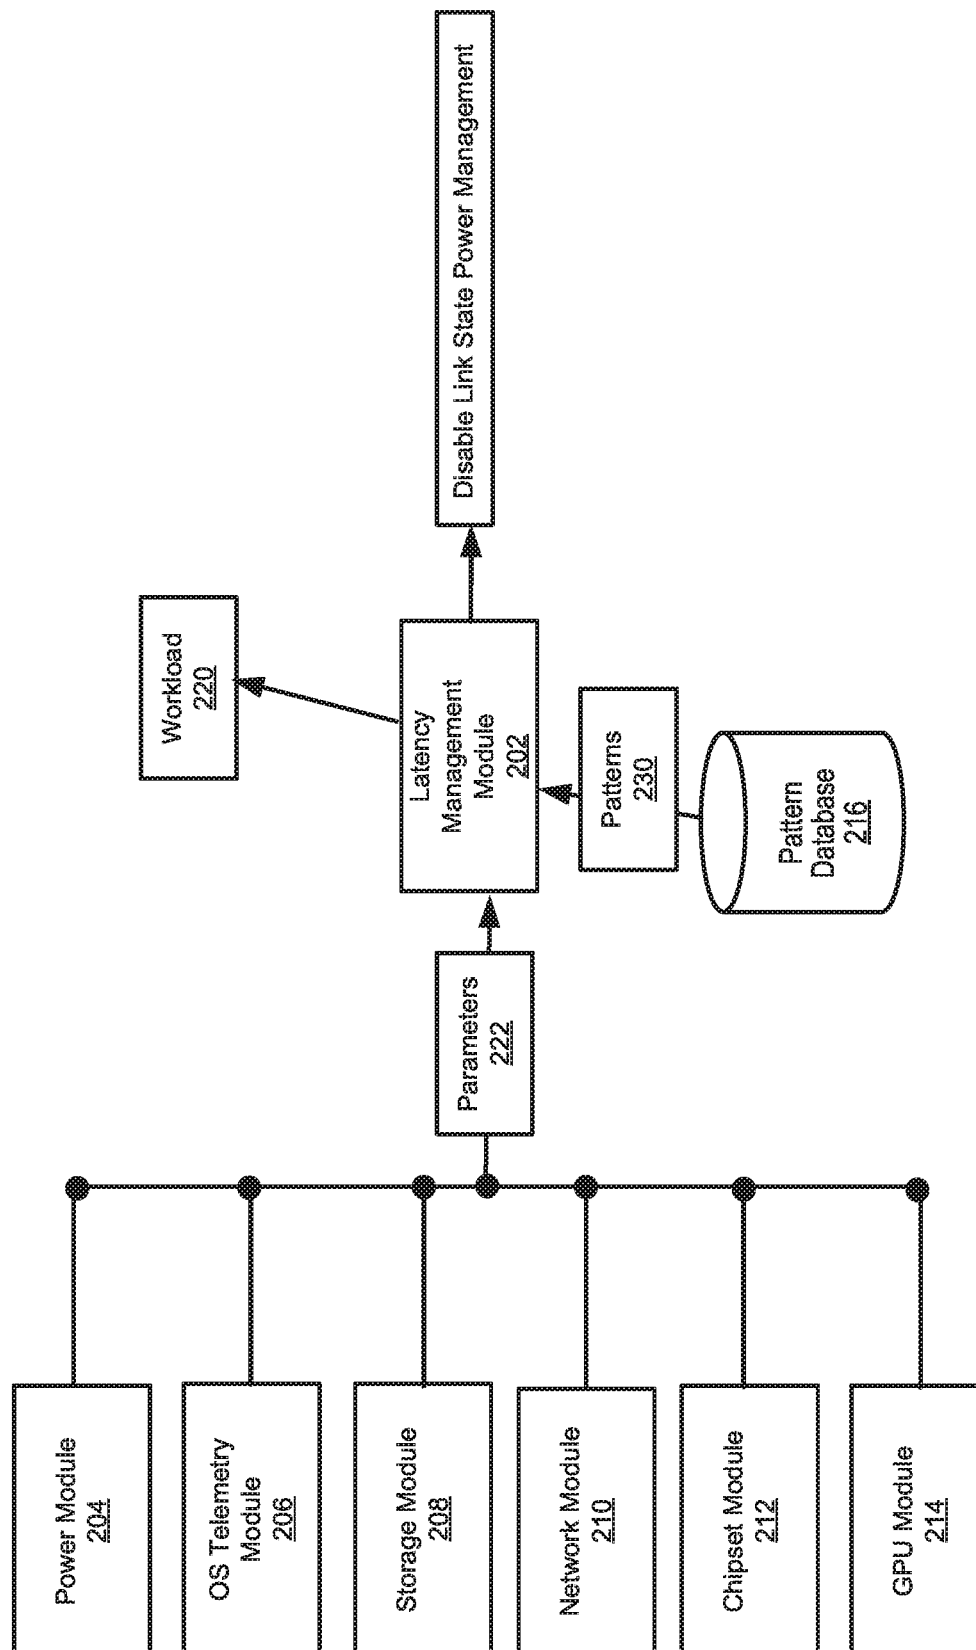 Power Module
204
OS Telemetry
Module
206
Storage Module
208
Network Module
210
Chipset Module
212
GPU Module
214
Parameters
222
Workload
220
Latency
Management
Module
202
Patterns
230
Pattern
Database
216
Disable Link State Power Management